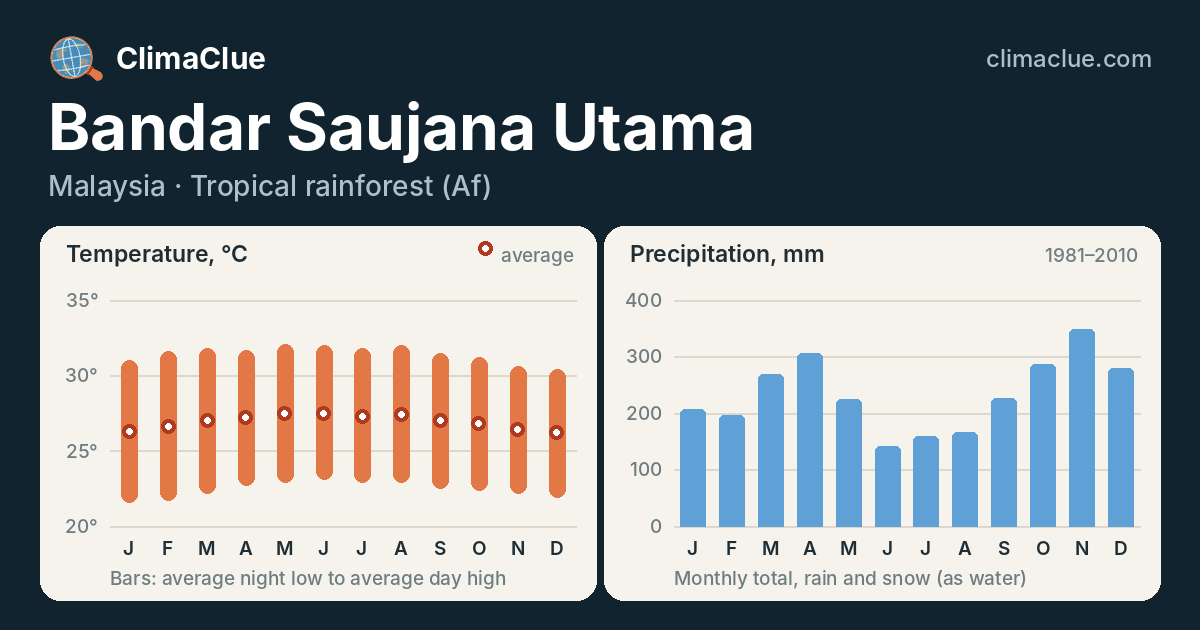 ClimaClue
climaclue.com
Bandar Saujana Utama
Malaysia · Tropical rainforest (Af)
Temperature, °C
average
35°
30°
25°
20°
J F M A M J J A S O N D
Bars: average night low to average day high
Precipitation, mm
1981–2010
400
300
200
100
0
J F M A M J J A S O N D
Monthly total, rain and snow (as water)